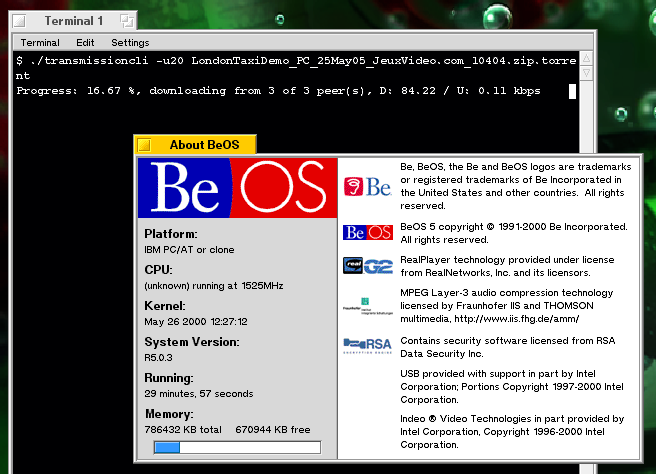 Terminal 1
Terminal Edit Settings
$ ./transmissioncli -u20 LondonTaxiDemo_PC_25May05_JeuxVideo.com_10404.zip.torre
nt
Progress: 16.67 %, downloading from 3 of 3 peer(s), D: 84.22 / U: 0.11 kbps
About BeOS
Be OS
Platform:
IBM PC/AT or clone
CPU:
(unknown) running at 1525MHz
Kernel:
May 26 2000 12:27:12
System Version:
R5.0.3
Running:
29 minutes, 57 seconds
Memory:
786432 KB total 670944 KB free
Be
Be, BeOS, the Be and BeOS logos are trademarks
or registered trademarks of Be Incorporated in
the United States and other countries. All rights
reserved.
Be OS
BeOS 5 copyright © 1991-2000 Be Incorporated.
All rights reserved.
real G2
RealPlayer technology provided under license
from RealNetworks, Inc. and its licensors.
Fraunhofer
MPEG Layer-3 audio compression technology
licensed by Fraunhofer IIS and THOMSON
multimedia, http://www.iis.fhg.de/amm/
RSA
ENCRYPTION ENGINE
Contains security software licensed from RSA
Data Security Inc.
USB provided with support in part by Intel
Corporation; Portions Copyright 1997-2000 Intel
Corporation.
Indeo ® Video Technologies in part provided by
Intel Corporation, Copyright 1996-2000 Intel
Corporation.